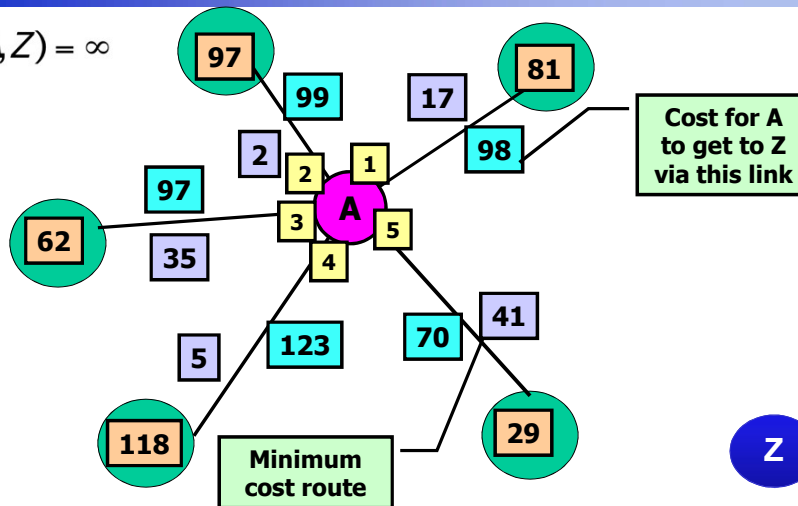 ,Z) = ∞
97
81
99
17
Cost for A
to get to Z
via this link
98
2
2
1
97
A
62
3
5
35
4
41
123
70
5
118
29
Minimum
cost route
Z